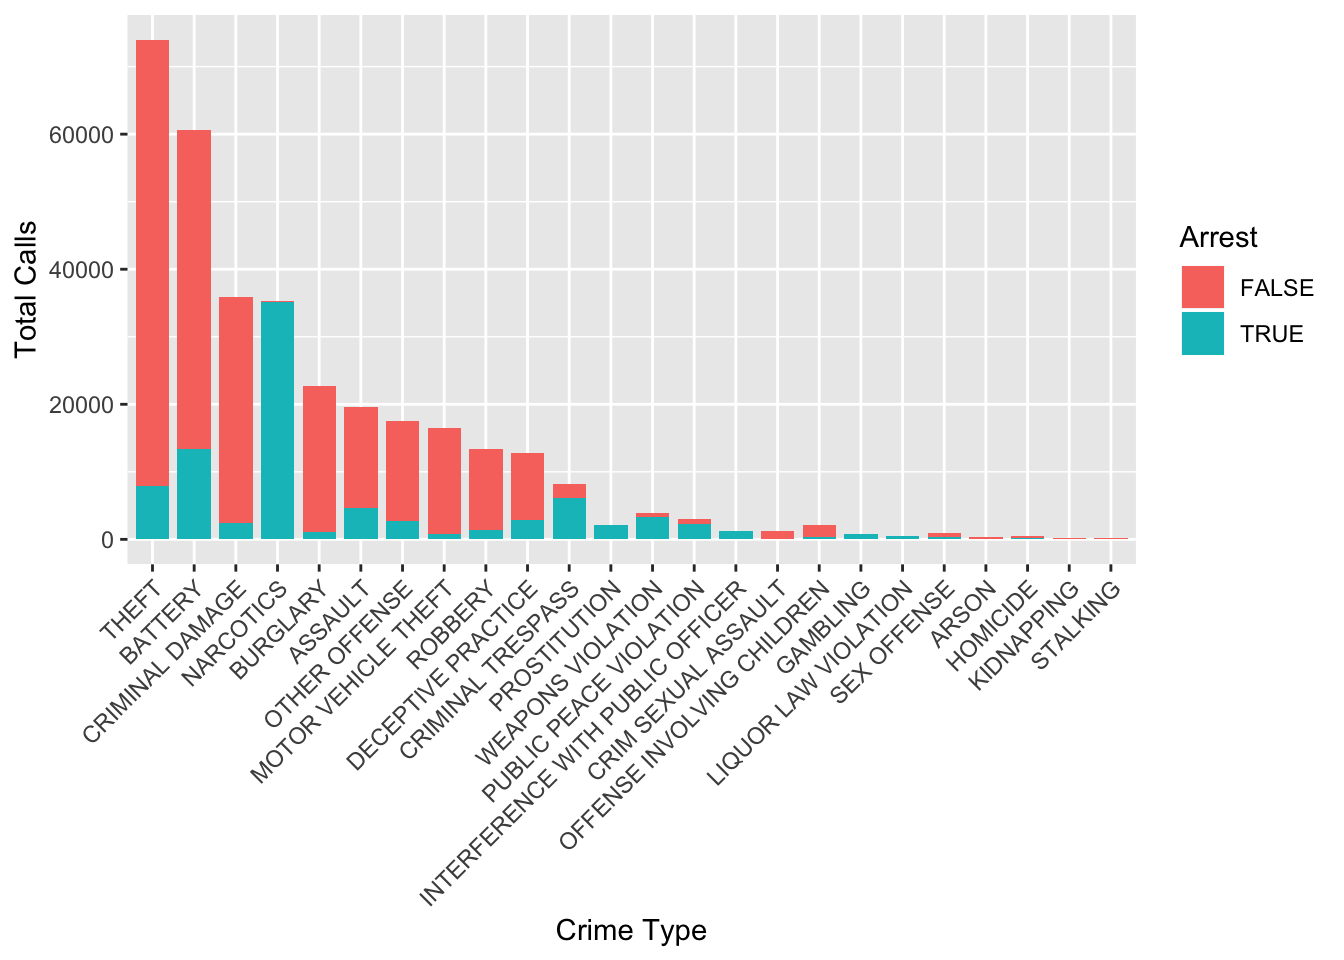 Total Calls
60000
40000
20000
0
THEFT
BATTERY
CRIMINAL DAMAGE
NARCOTICS
BURGLARY
ASSAULT
OTHER OFFENSE
MOTOR VEHICLE THEFT
ROBBERY
DECEPTIVE PRACTICE
CRIMINAL TRESPASS
PROSTITUTION
WEAPONS VIOLATION
PUBLIC PEACE VIOLATION
INTERFERENCE WITH PUBLIC OFFICER
CRIM SEXUAL ASSAULT
OFFENSE INVOLVING CHILDREN
GAMBLING
LIQUOR LAW VIOLATION
SEX OFFENSE
ARSON
HOMICIDE
KIDNAPPING
STALKING
Crime Type
Arrest
FALSE
TRUE